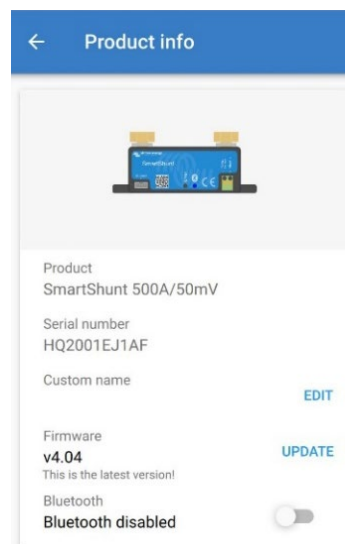 Product info
SmartShunt
Product
SmartShunt 500A/50mV
Serial number
HQ2001EJ1AF
Custom name
EDIT
Firmware
v4.04
UPDATE
This is the latest version!
Bluetooth
Bluetooth disabled